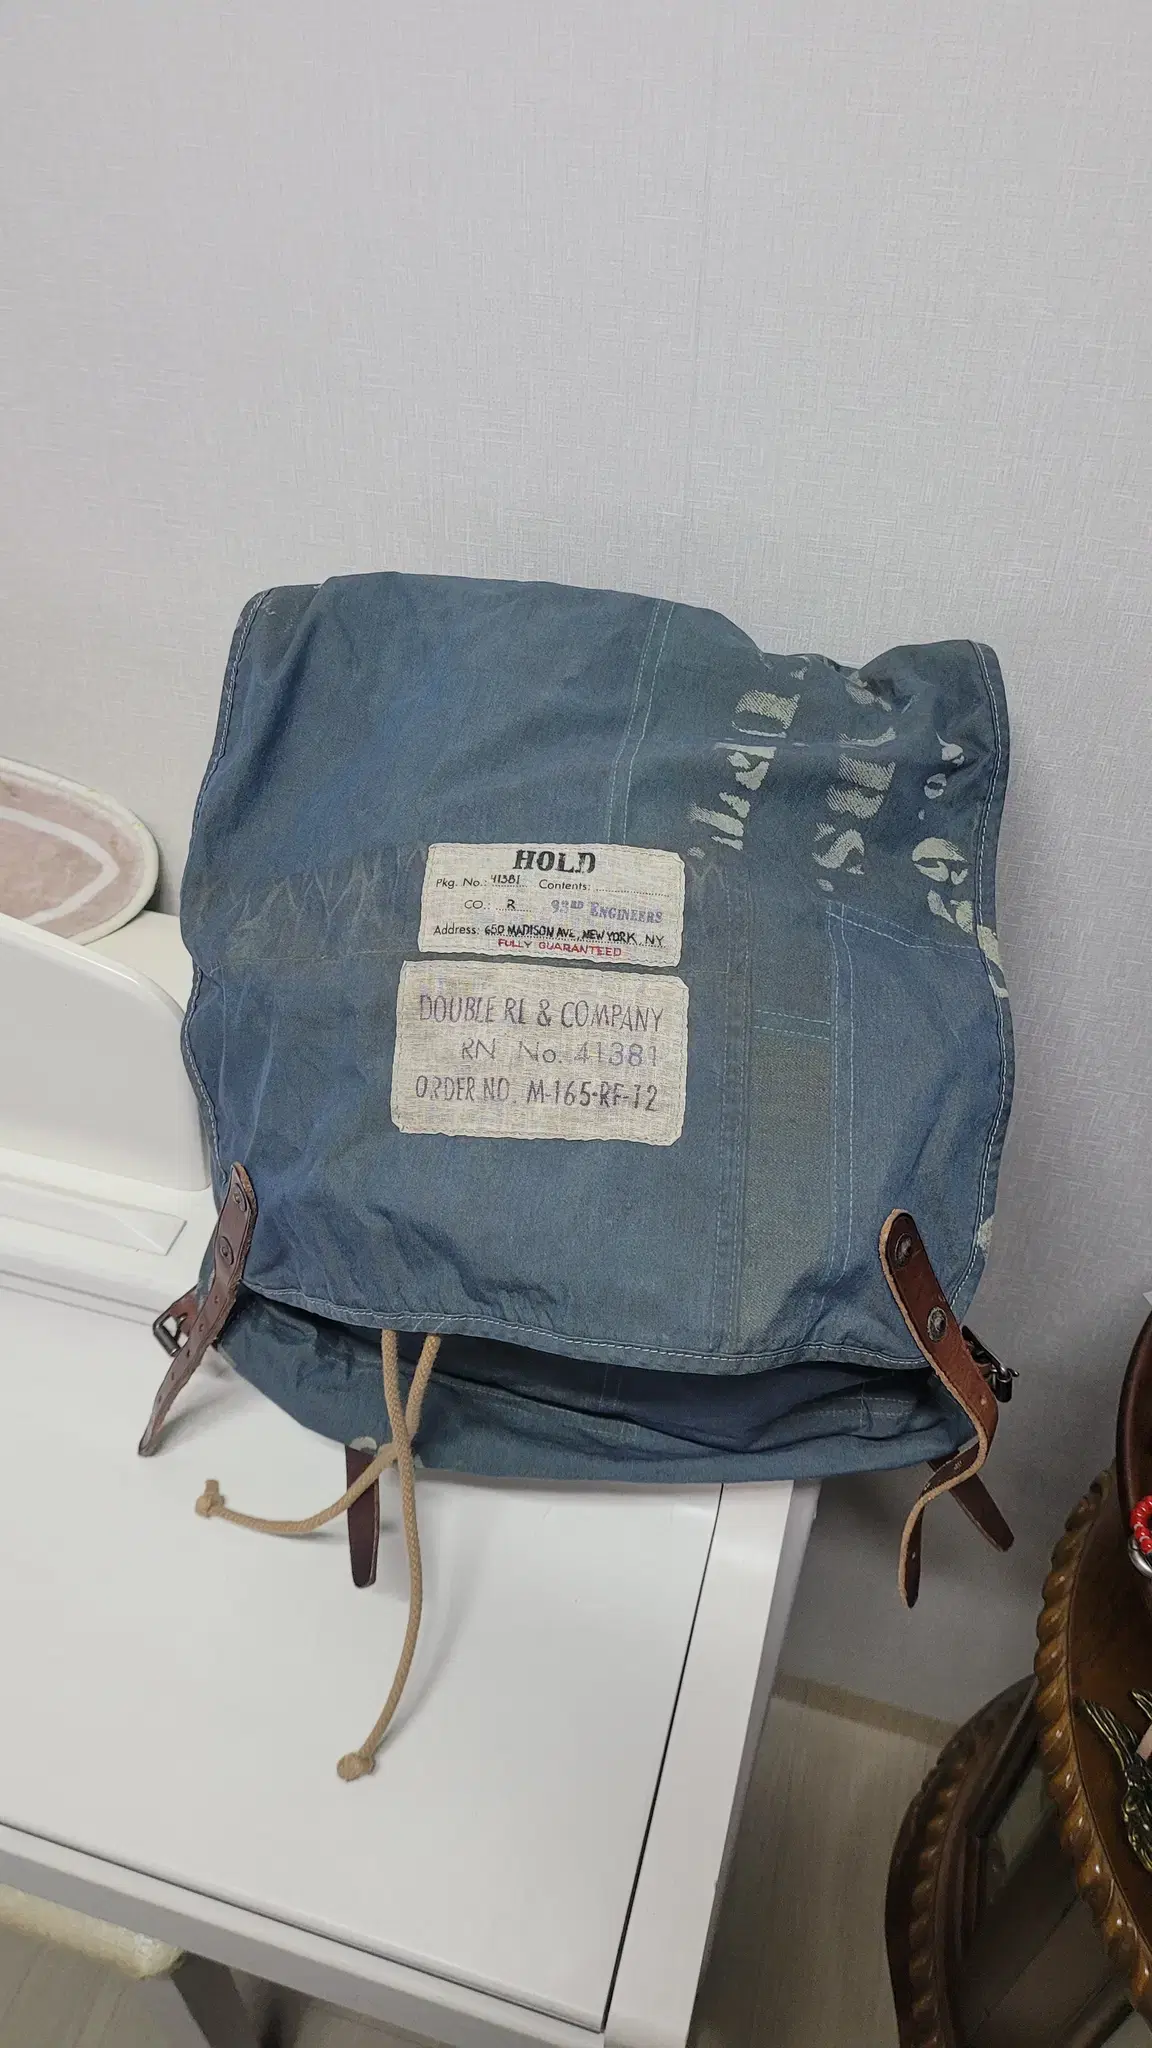 HOLD
Pkg. No.: 41381 Contents:
CO.: R 93RD ENGINEERS
Address: 650 MADISON AVE., NEW YORK, NY
FULLY GUARANTEED
DOUBLE RL & COMPANY
RN No. 41381
ORDER NO. M-165-RF-12